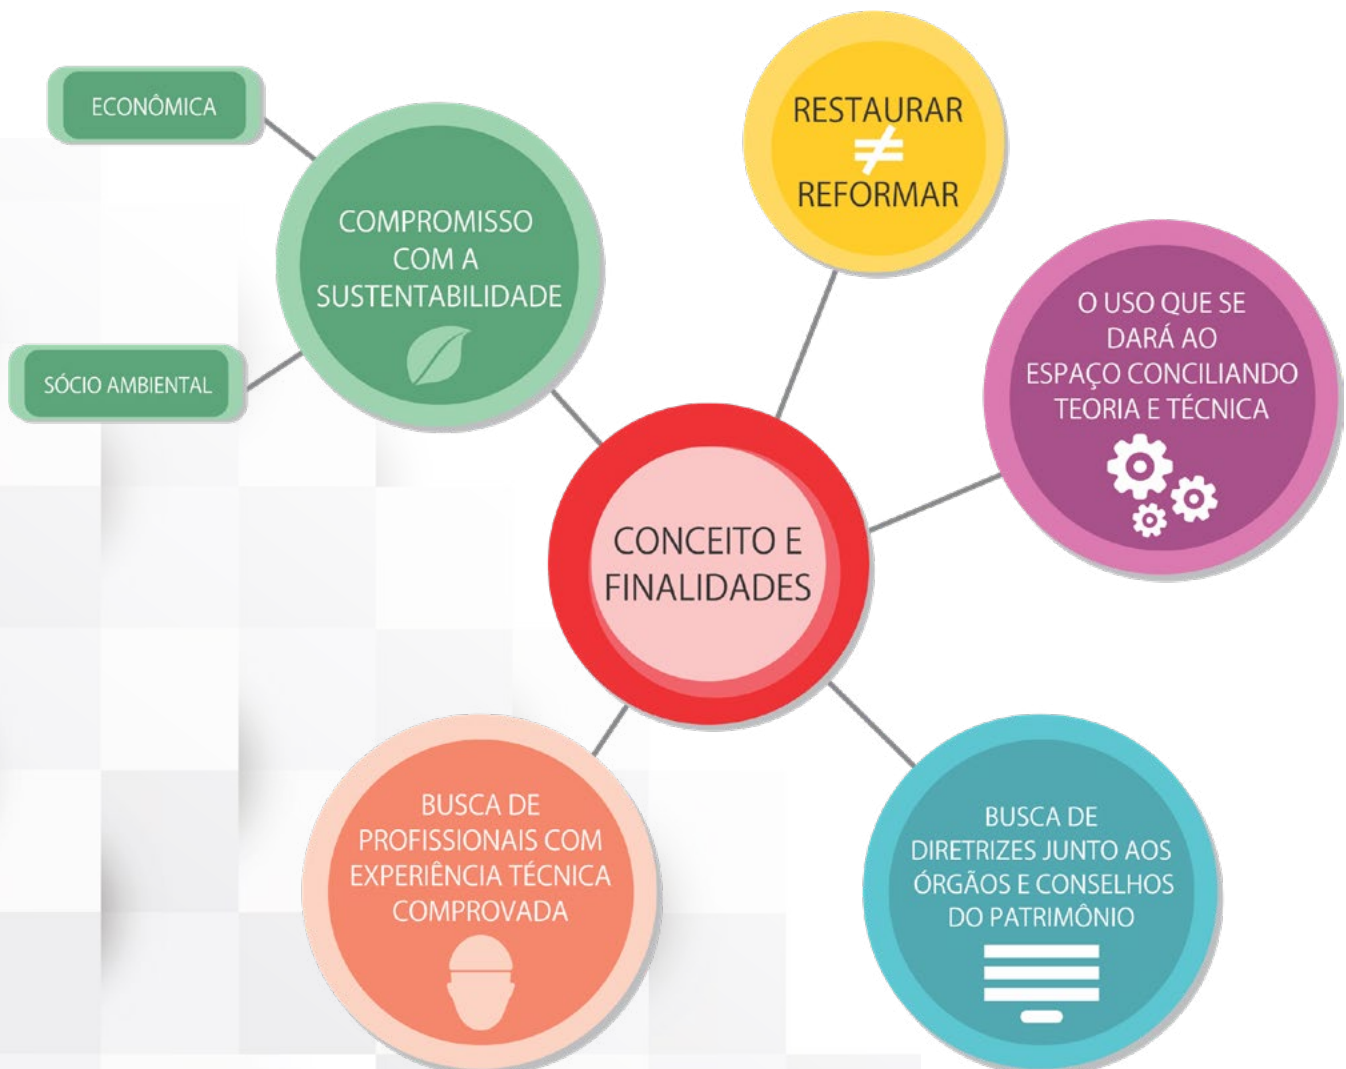 ECONÔMICA
COMPROMISSO
COM A
SUSTENTABILIDADE
SÓCIO AMBIENTAL
RESTAURAR
≠
REFORMAR
O USO QUE SE
DARÁ AO
ESPAÇO CONCILIANDO
TEORIA E TÉCNICA
CONCEITO E
FINALIDADES
BUSCA DE
PROFISSIONAIS COM
EXPERIÊNCIA TÉCNICA
COMPROVADA
BUSCA DE
DIRETRIZES JUNTO AOS
ÓRGÃOS E CONSELHOS
DO PATRIMÔNIO